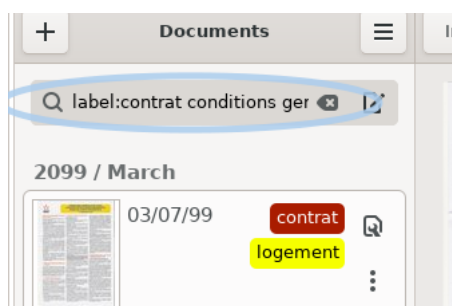 Documents
label:contrat conditions ger
2099 / March
03/07/99
contrat
logement